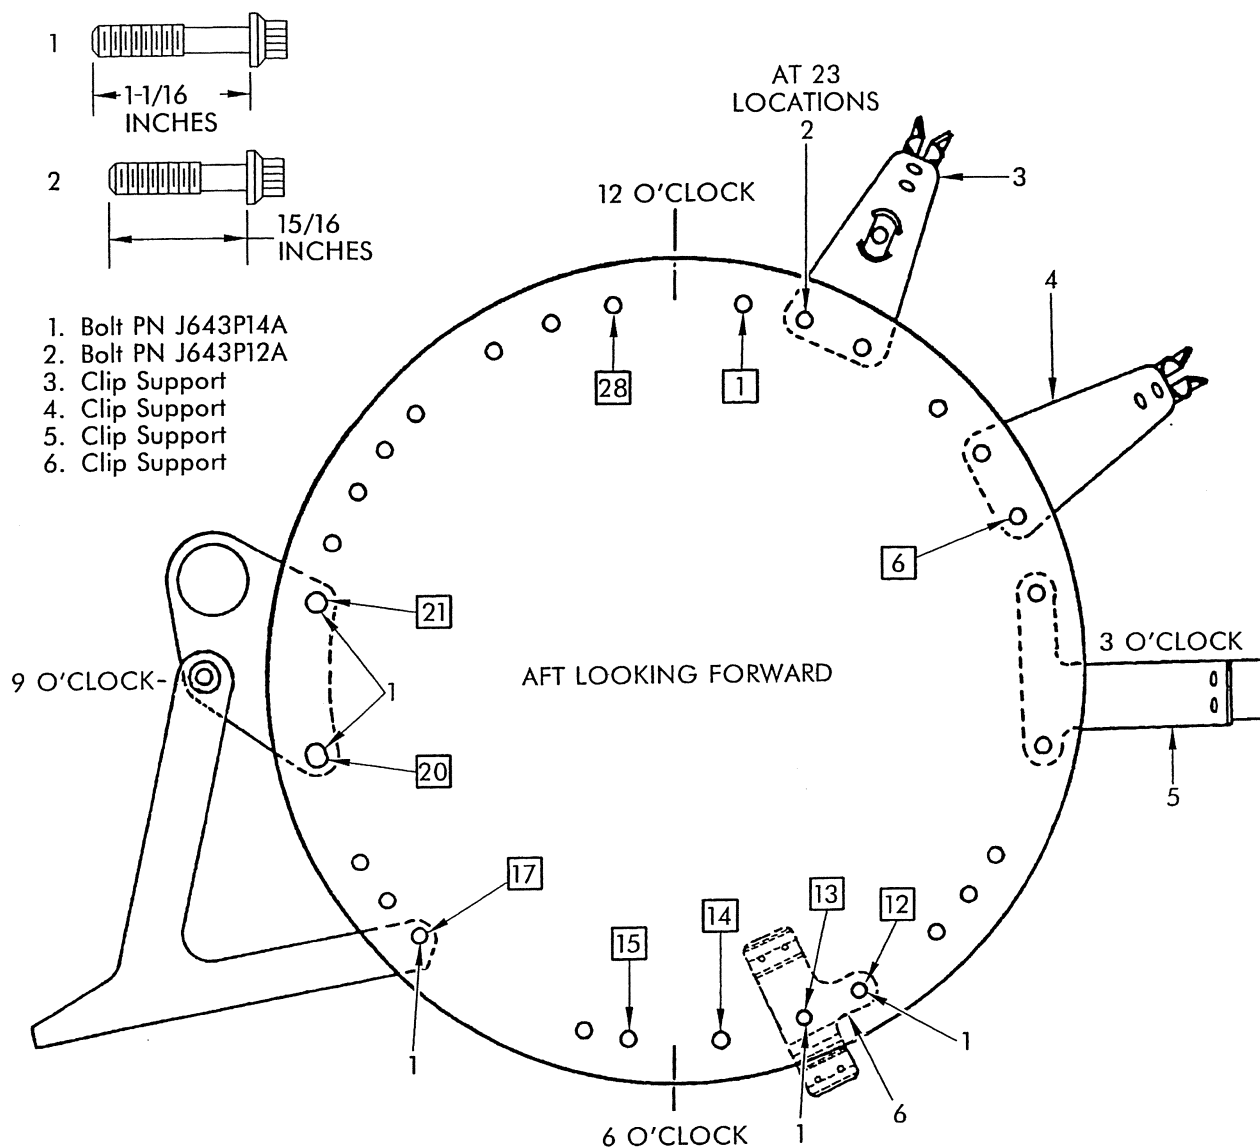 1
1-1/16
INCHES
2
15/16
INCHES
1. Bolt PN J643P14A
2. Bolt PN J643P12A
3. Clip Support
4. Clip Support
5. Clip Support
6. Clip Support
AT 23
LOCATIONS
2
3
12 O'CLOCK
4
28
1
6
21
3 O'CLOCK
9 O'CLOCK
1
AFT LOOKING FORWARD
20
5
17
13
12
15
14
1
1
1
6
6 O'CLOCK